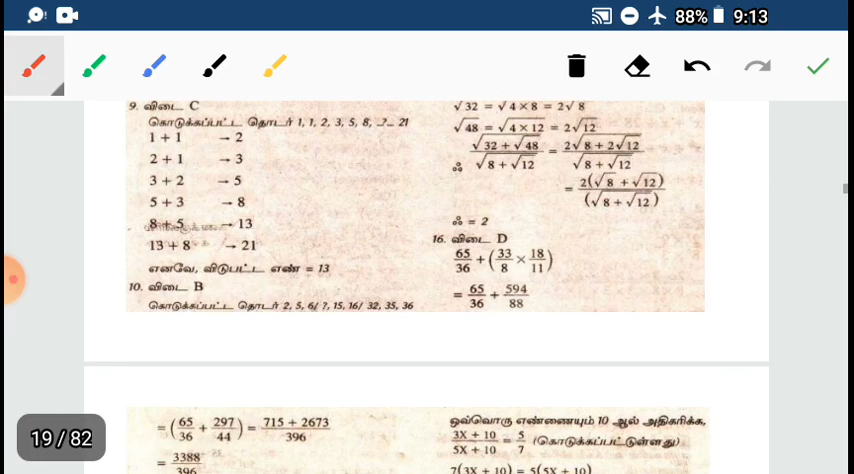 88% 9:13
9. விடை C
கொடுக்கப்பட்ட தொடர் 1, 1, 2, 3, 5, 8, _?_ 21
1 + 1 → 2
2 + 1 → 3
3 + 2 → 5
5 + 3 → 8
8 + 5 → 13
13 + 8 → 21
எனவே, விடுபட்ட எண் = 13
10. விடை B
கொடுக்கப்பட்ட தொடர் 2, 5, 6/ ?, 15, 16/ 32, 35, 36
√32 = √4 × 8 = 2√8
√48 = √4 × 12 = 2√12
∴ (√32 + √48)/(√8 + √12) = (2√8 + 2√12)/(√8 + √12)
= 2(√8 + √12)/(√8 + √12)
∴ = 2
16. விடை D
65/36 + (33/8 × 18/11)
= 65/36 + 594/88
= (65/36 + 297/44) = (715 + 2673)/396
= 3388/396
ஒவ்வொரு எண்ணையும் 10 ஆல் அதிகரிக்க,
(3X + 10)/(5X + 10) = 5/7 (கொடுக்கப்பட்டுள்ளது)
7(3X + 10) = 5(5X + 10)
19 / 82